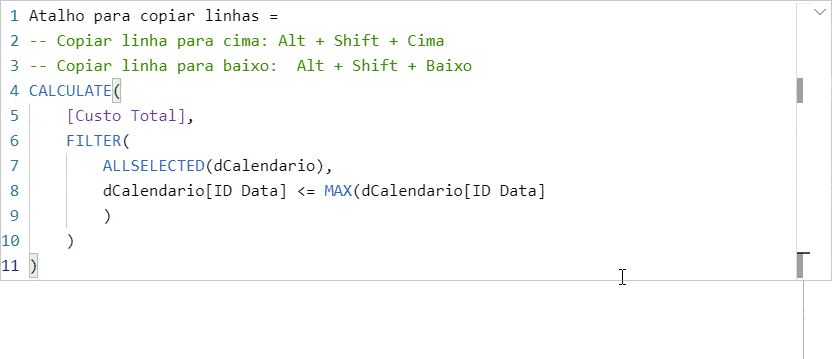 1 Atalho para copiar linhas =
2 -- Copiar linha para cima: Alt + Shift + Cima
3 -- Copiar linha para baixo:  Alt + Shift + Baixo
4 CALCULATE(
5     [Custo Total],
6     FILTER(
7         ALLSELECTED(dCalendario),
8         dCalendario[ID Data] <= MAX(dCalendario[ID Data]
9         )
10     )
11 )